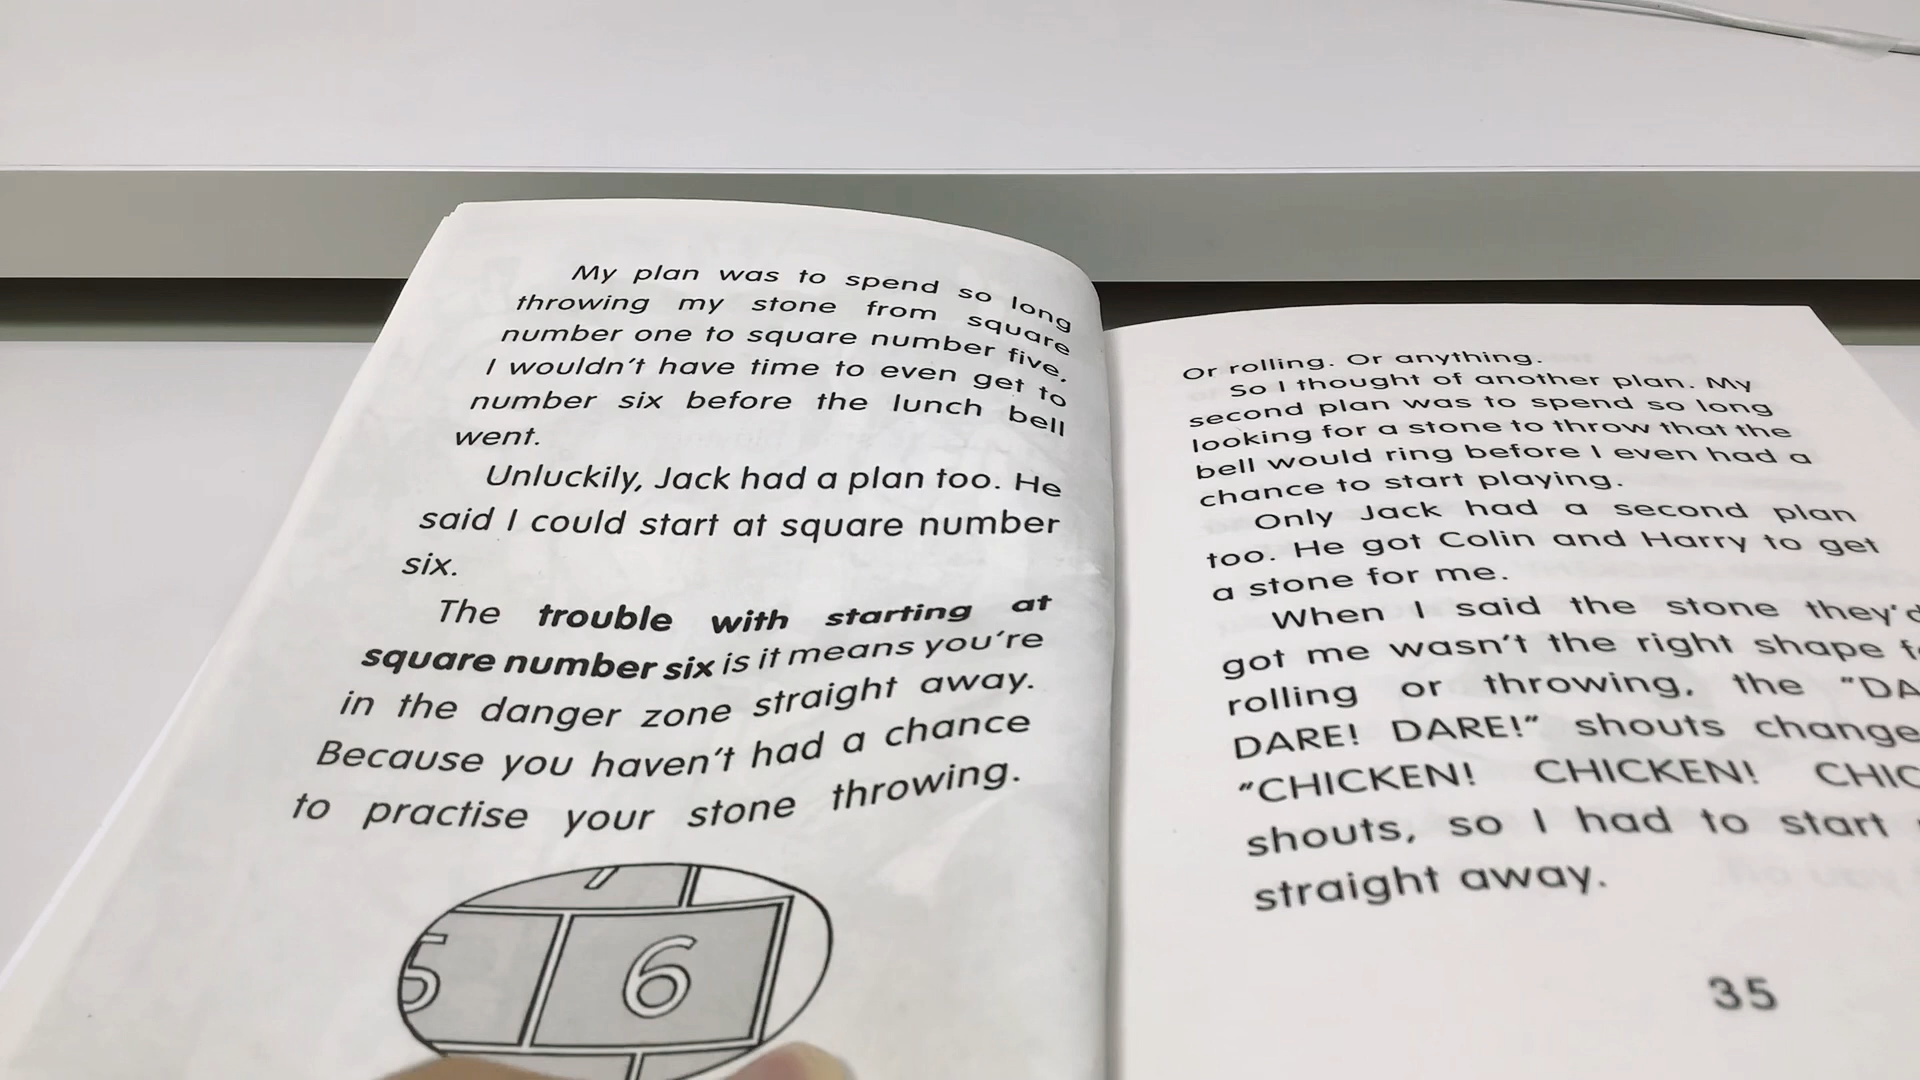 My plan was to spend so long
throwing my stone from square
number one to square number five,
I wouldn't have time to even get to
number six before the lunch bell
went.
Unluckily, Jack had a plan too. He
said I could start at square number
six.
The trouble with starting at
square number six is it means you're
in the danger zone straight away.
Because you haven't had a chance
to practise your stone throwing.
7
5
6
Or rolling. Or anything.
So I thought of another plan. My
second plan was to spend so long
looking for a stone to throw that the
bell would ring before I even had a
chance to start playing.
Only Jack had a second plan
too. He got Colin and Harry to get
a stone for me.
When I said the stone they'd
got me wasn't the right shape
rolling or throwing, the "DA
DARE! DARE!" shouts change
"CHICKEN! CHICKEN! CHIC
shouts, so I had to start
straight away.
35